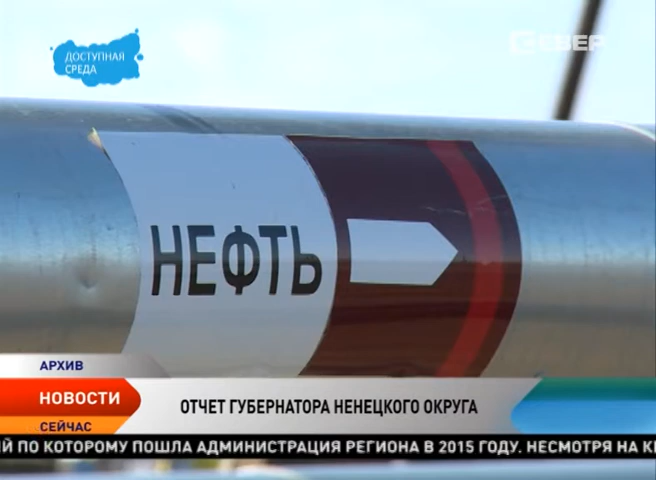 ДОСТУПНАЯ
СРЕДА
СЕВЕР
НЕФТЬ
АРХИВ
НОВОСТИ
СЕЙЧАС
ОТЧЕТ ГУБЕРНАТОРА НЕНЕЦКОГО ОКРУГА
ПО КОТОРОМУ ПОШЛА АДМИНИСТРАЦИЯ РЕГИОНА В 2015 ГОДУ. НЕСМОТРЯ НА